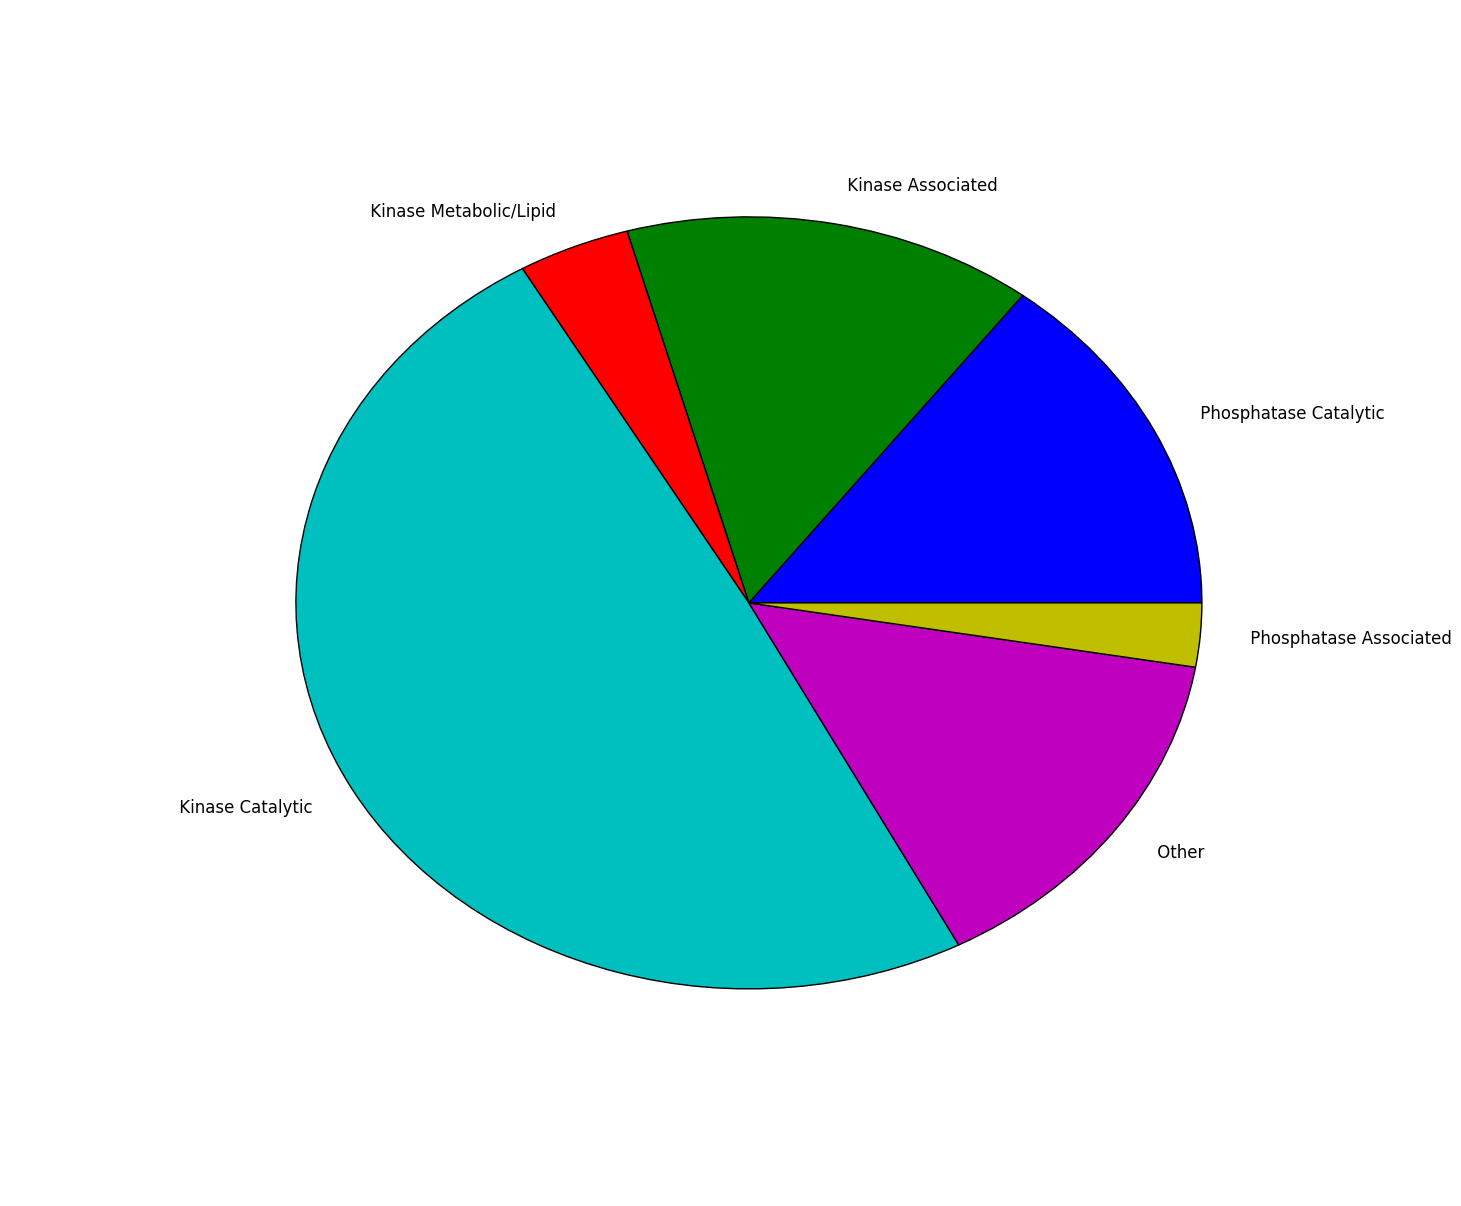 Kinase Associated
Kinase Metabolic/Lipid
Phosphatase Catalytic
Phosphatase Associated
Kinase Catalytic
Other